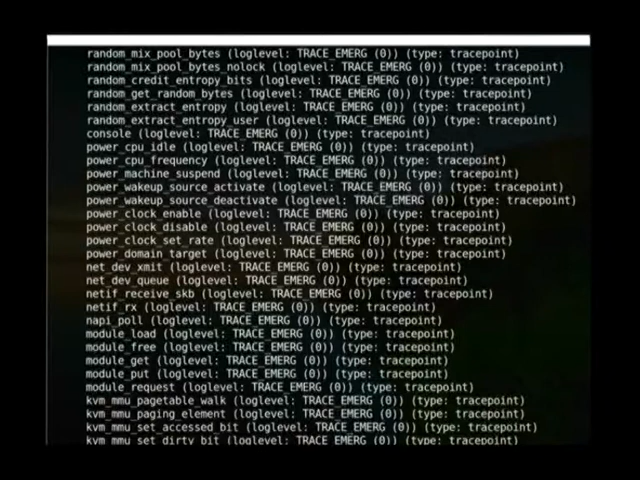 random_mix_pool_bytes (loglevel: TRACE_EMERG (0)) (type: tracepoint)
random_mix_pool_bytes_nolock (loglevel: TRACE_EMERG (0)) (type: tracepoint)
random_credit_entropy_bits (loglevel: TRACE_EMERG (0)) (type: tracepoint)
random_get_random_bytes (loglevel: TRACE_EMERG (0)) (type: tracepoint)
random_extract_entropy (loglevel: TRACE_EMERG (0)) (type: tracepoint)
random_extract_entropy_user (loglevel: TRACE_EMERG (0)) (type: tracepoint)
console (loglevel: TRACE_EMERG (0)) (type: tracepoint)
power_cpu_idle (loglevel: TRACE_EMERG (0)) (type: tracepoint)
power_cpu_frequency (loglevel: TRACE_EMERG (0)) (type: tracepoint)
power_machine_suspend (loglevel: TRACE_EMERG (0)) (type: tracepoint)
power_wakeup_source_activate (loglevel: TRACE_EMERG (0)) (type: tracepoint)
power_wakeup_source_deactivate (loglevel: TRACE_EMERG (0)) (type: tracepoint)
power_clock_enable (loglevel: TRACE_EMERG (0)) (type: tracepoint)
power_clock_disable (loglevel: TRACE_EMERG (0)) (type: tracepoint)
power_clock_set_rate (loglevel: TRACE_EMERG (0)) (type: tracepoint)
power_domain_target (loglevel: TRACE_EMERG (0)) (type: tracepoint)
net_dev_xmit (loglevel: TRACE_EMERG (0)) (type: tracepoint)
net_dev_queue (loglevel: TRACE_EMERG (0)) (type: tracepoint)
netif_receive_skb (loglevel: TRACE_EMERG (0)) (type: tracepoint)
netif_rx (loglevel: TRACE_EMERG (0)) (type: tracepoint)
napi_poll (loglevel: TRACE_EMERG (0)) (type: tracepoint)
module_load (loglevel: TRACE_EMERG (0)) (type: tracepoint)
module_free (loglevel: TRACE_EMERG (0)) (type: tracepoint)
module_get (loglevel: TRACE_EMERG (0)) (type: tracepoint)
module_put (loglevel: TRACE_EMERG (0)) (type: tracepoint)
module_request (loglevel: TRACE_EMERG (0)) (type: tracepoint)
kvm_mmu_pagetable_walk (loglevel: TRACE_EMERG (0)) (type: tracepoint)
kvm_mmu_paging_element (loglevel: TRACE_EMERG (0)) (type: tracepoint)
kvm_mmu_set_accessed_bit (loglevel: TRACE_EMERG (0)) (type: tracepoint)
kvm_mmu_set_dirty_bit (loglevel: TRACE_EMERG (0)) (type: tracepoint)